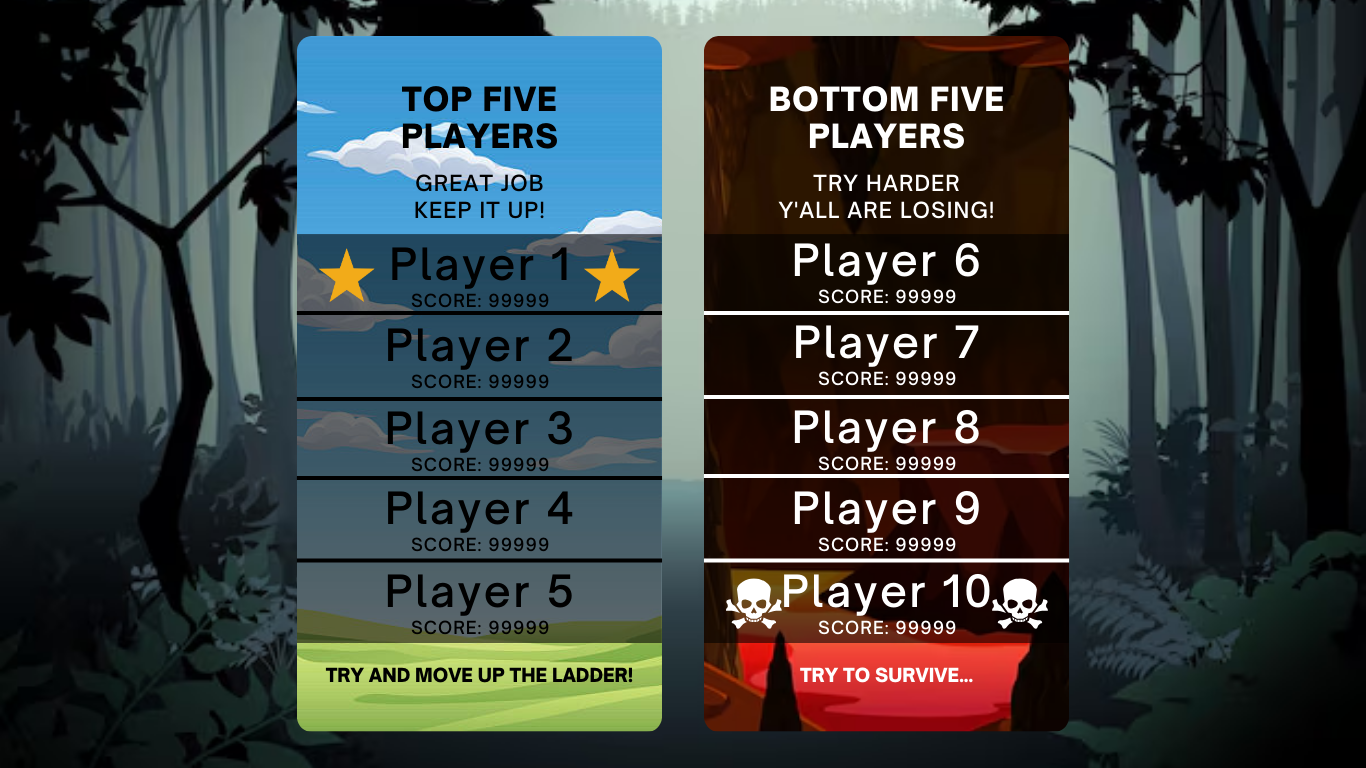 TOP FIVE
PLAYERS
GREAT JOB
KEEP IT UP!
Player 1
SCORE: 99999
Player 2
SCORE: 99999
Player 3
SCORE: 99999
Player 4
SCORE: 99999
Player 5
SCORE: 99999
TRY AND MOVE UP THE LADDER!
BOTTOM FIVE
PLAYERS
TRY HARDER
Y'ALL ARE LOSING!
Player 6
SCORE: 99999
Player 7
SCORE: 99999
Player 8
SCORE: 99999
Player 9
SCORE: 99999
Player 10
SCORE: 99999
TRY TO SURVIVE...